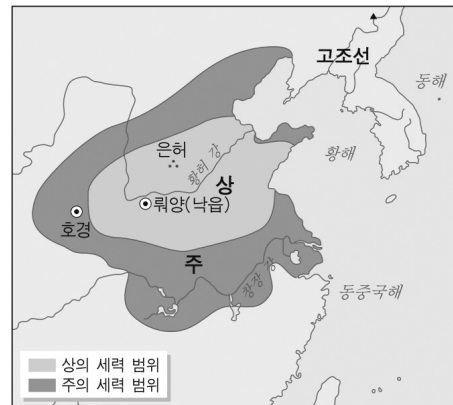 고조선
동해
은허
황허 강
황해
상
뤄양(낙읍)
호경
주
창장 강
동중국해
상의 세력 범위
주의 세력 범위